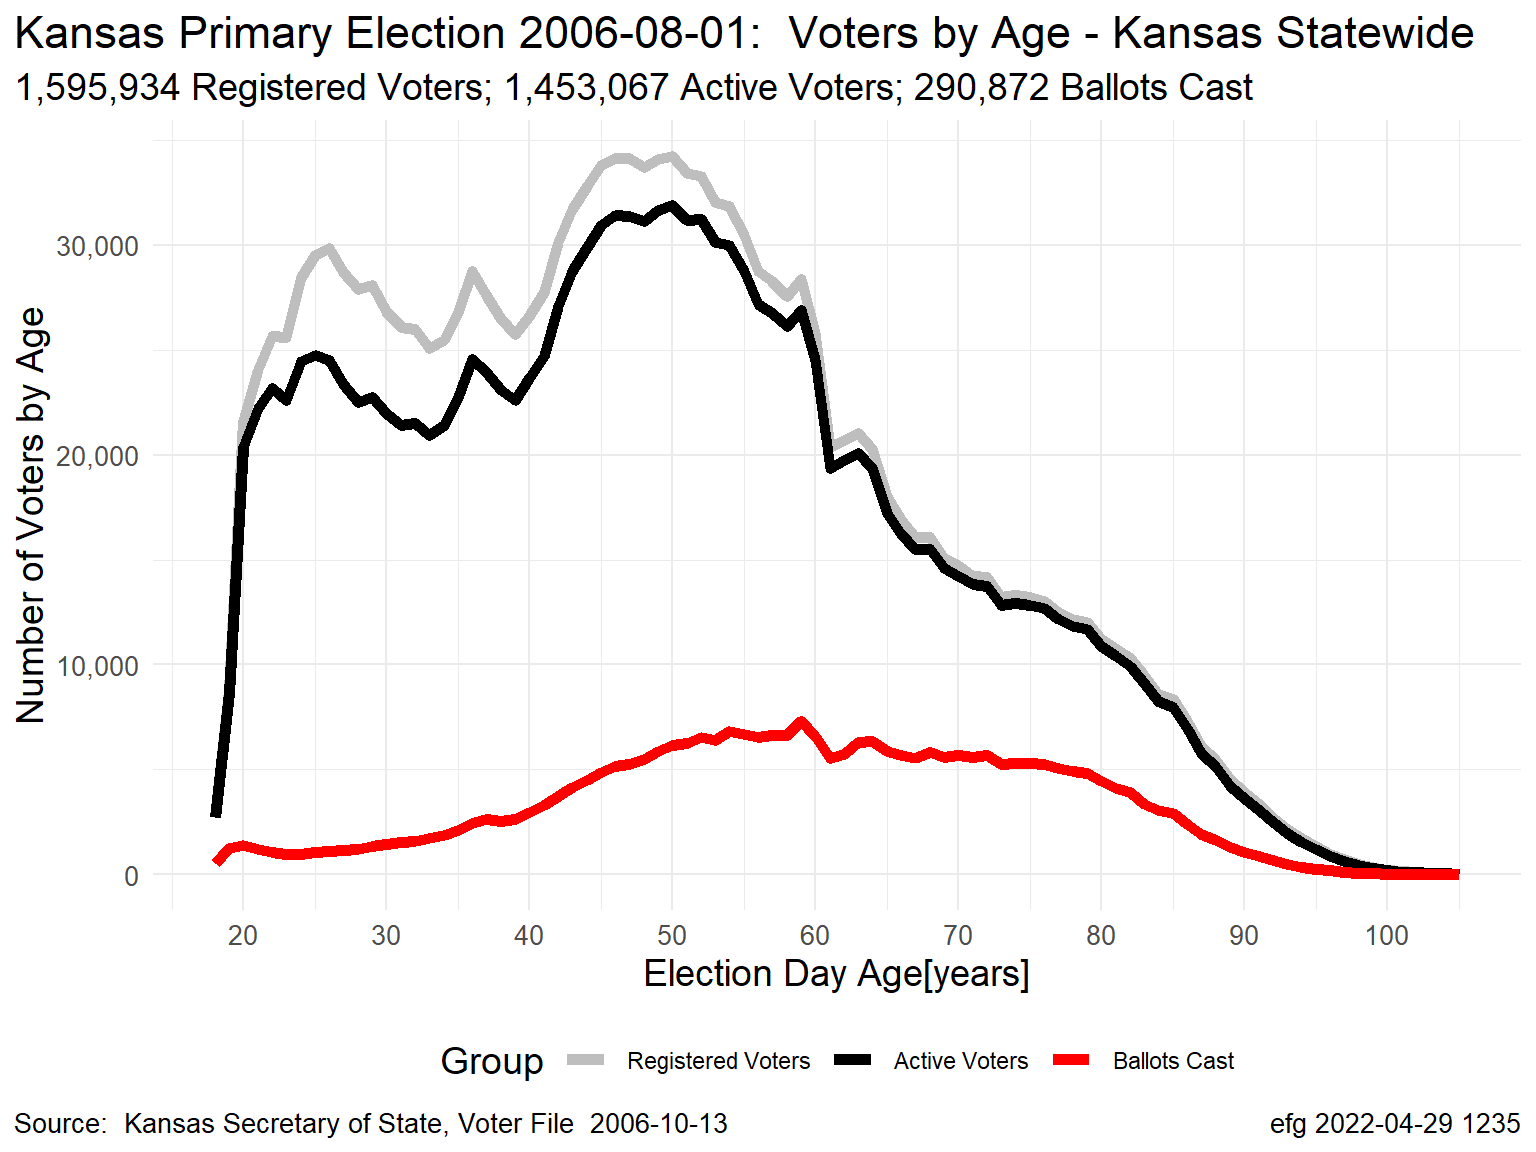 Kansas Primary Election 2006-08-01:  Voters by Age - Kansas Statewide
1,595,934 Registered Voters; 1,453,067 Active Voters; 290,872 Ballots Cast
Number of Voters by Age
30,000
20,000
10,000
0
20 30 40 50 60 70 80 90 100
Election Day Age[years]
Group Registered Voters Active Voters Ballots Cast
Source:  Kansas Secretary of State, Voter File  2006-10-13
efg 2022-04-29 1235